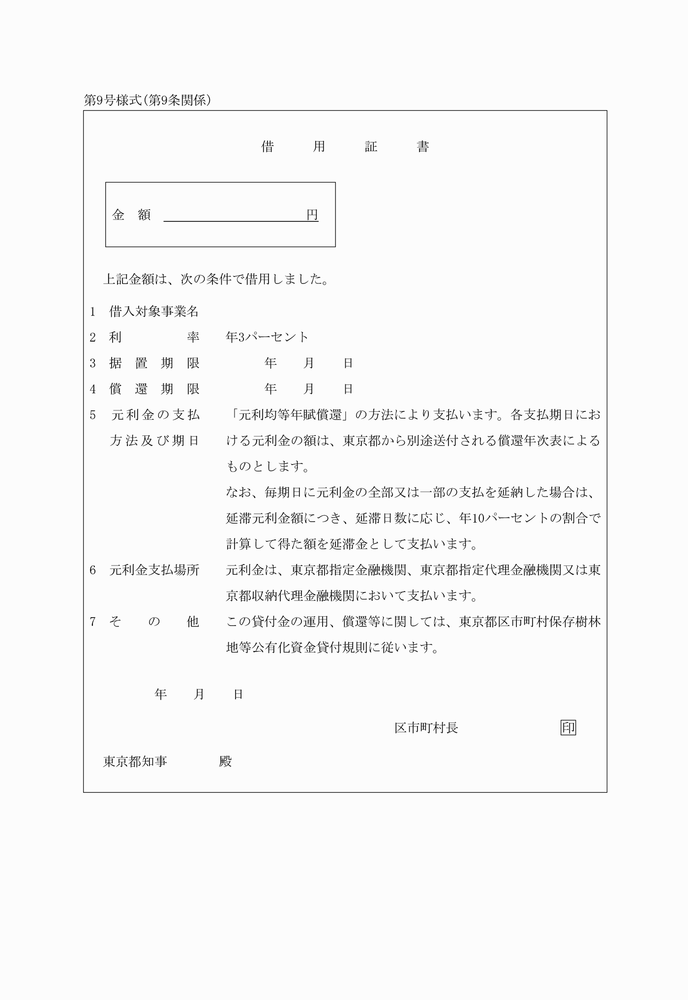 第9号様式(第9条関係)
借　用　証　書
金　額　　　　　　　　　　　　円
上記金額は、次の条件で借用しました。
1　借入対象事業名
2　利　　　　　率　　年3パーセント
3　据　置　期　限　　　　　年　　月　　日
4　償　還　期　限　　　　　年　　月　　日
5　元利金の支払　　「元利均等年賦償還」の方法により支払います。各支払期日にお
方法及び期日　　ける元利金の額は、東京都から別途送付される償還年次表による
ものとします。
なお、毎期日に元利金の全部又は一部の支払を延納した場合は、
延滞元利金額につき、延滞日数に応じ、年10パーセントの割合で
計算して得た額を延滞金として支払います。
6　元利金支払場所　　元利金は、東京都指定金融機関、東京都指定代理金融機関又は東
京都収納代理金融機関において支払います。
7　そ　　の　　他　　この貸付金の運用、償還等に関しては、東京都区市町村保存樹林
地等公有化資金貸付規則に従います。
年　　月　　日
区市町村長　　　　　　　　印
東京都知事　　　　殿